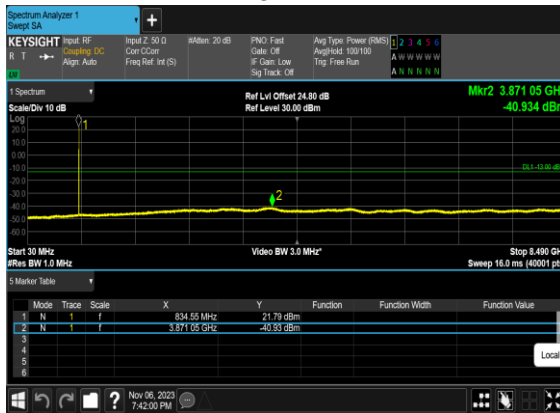 Spectrum Analyzer 1
Swept SA
+
KEYSIGHT Input: RF Input Z: 50 Ω #Atten: 20 dB PNO: Fast Avg Type: Power (RMS) 1 2 3 4 5 6
R T Coupling: DC Corr CCorr Gate: Off Avg|Hold: 100/100 A W W W W W
Align: Auto Freq Ref: Int (S) IF Gain: Low Trig: Free Run
Sig Track: Off A N N N N N
1 Spectrum Ref Lvl Offset 24.80 dB Mkr2 3.871 05 GH
Scale/Div 10 dB Ref Level 30.00 dBm -40.934 dBr
Log
20.0
1
10.0
0.00
-10.0
DL1 -13.00 dB
-20.0
-30.0
2
-40.0
-50.0
-60.0
Start 30 MHz Video BW 3.0 MHz* Stop 8.490 GH
#Res BW 1.0 MHz Sweep 16.0 ms (40001 pts
5 Marker Table
Mode Trace Scale X Y Function Function Width Function Value
1 N 1 f 834.55 MHz 21.79 dBm
2 N 1 f 3.871 05 GHz -40.93 dBm
3
4
5
6
Local
? Nov 06, 2023
7:42:00 PM